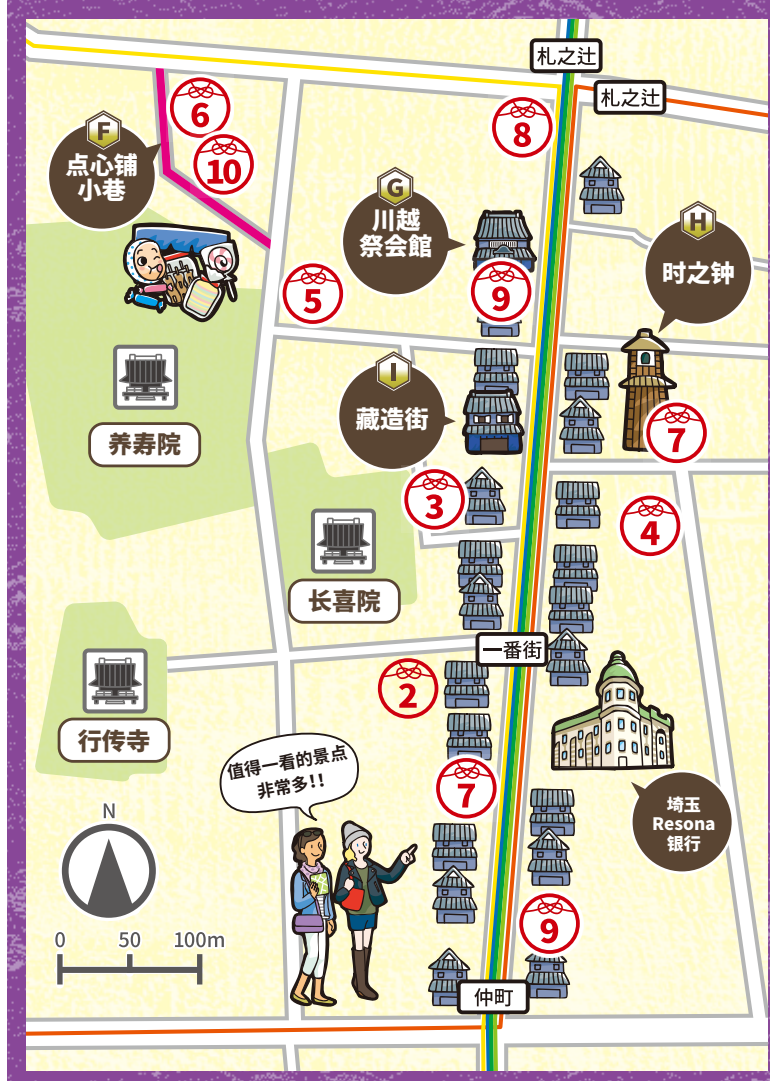 札之辻
札之辻
6
8
10
F
点心铺
小巷
G
川越
祭会館
H
时之钟
5
9
I
藏造街
7
养寿院
3
4
长喜院
一番街
2
行传寺
值得一看的景点
非常多!!
7
埼玉
Resona
银行
N
9
0 50 100m
仲町